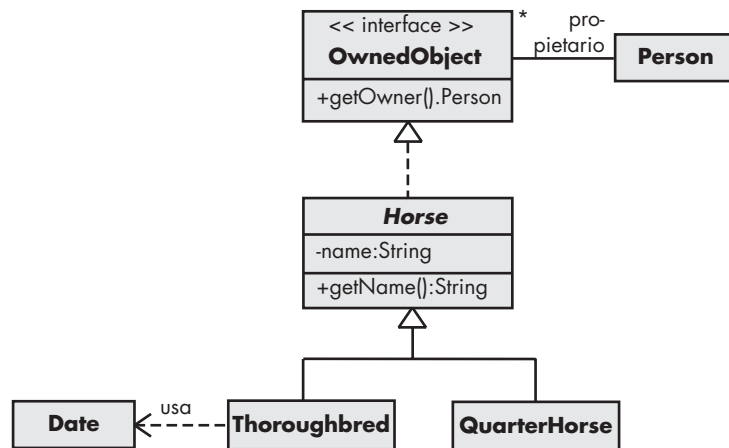 << interface >>
OwnedObject
+getOwner().Person
*
pro-
pietario
Person
Horse
-name:String
+getName():String
Date
usa
Thoroughbred
QuarterHorse